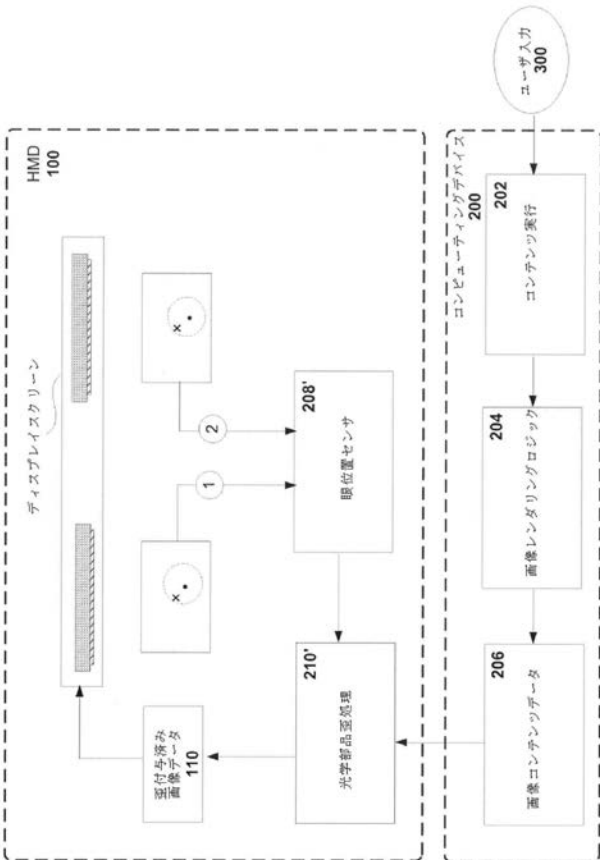 HMD
100
ディスプレイスクリーン
2
1
208'
眼位置センサ
210'
光学部品歪処理
歪付与済み
画像データ
110
コンピューティングデバイス
200
ユーザ入力
300
202
コンテンツ実行
204
画像レンダリングロジック
206
画像コンテンツデータ